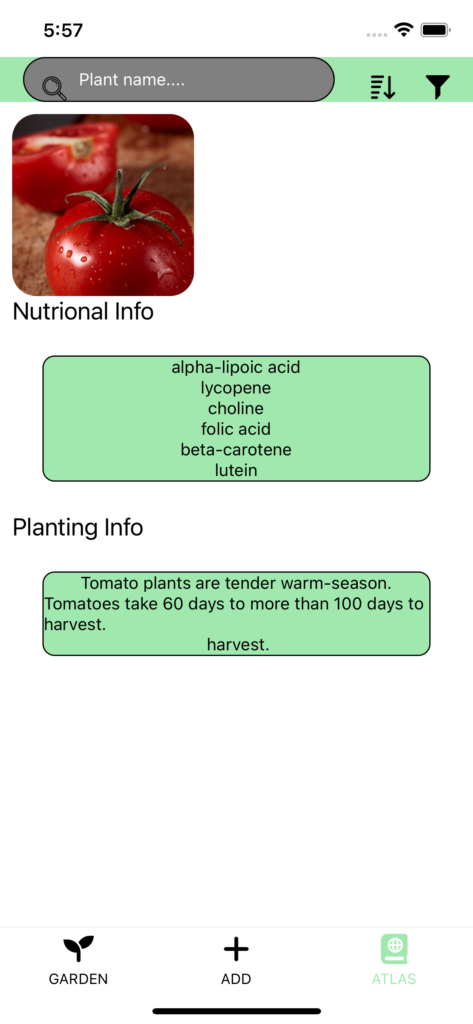 5:57
Plant name....
Nutrional Info
alpha-lipoic acid
lycopene
choline
folic acid
beta-carotene
lutein
Planting Info
Tomato plants are tender warm-season.
Tomatoes take 60 days to more than 100 days to
harvest.
harvest.
GARDEN
ADD
ATLAS